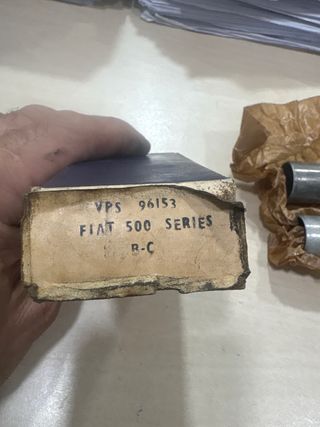 VPS 96153
FIAT 500 SERIES
B-C